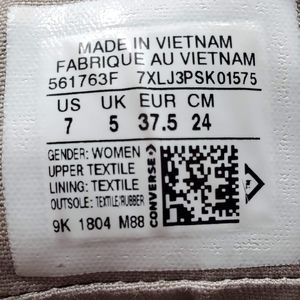 MADE IN VIETNAM
FABRIQUE AU VIETNAM
561763F 7XLJ3PSK01575
US UK EUR CM
7 5 37.5 24
GENDER: WOMEN
UPPER TEXTILE
LINING: TEXTILE
OUTSOLE: TEXTILE/RUBBER
9K 1804 M88
CONVERSE
TM